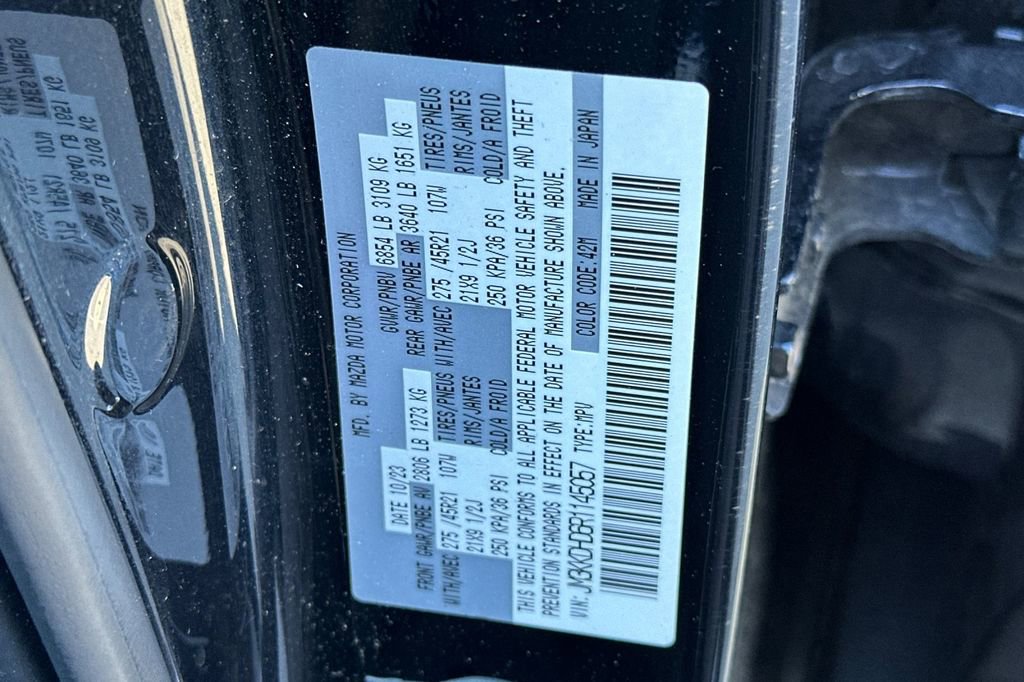 MFD. BY MAZDA MOTOR CORPORATION
DATE 10/23 GVWR/PNBV 6854 LB 3109 KG
FRONT GAWR/PNBE AV 2806 LB 1273 KG REAR GAWR/PNBE AR 3640 LB 1651 KG
WITH/AVEC 275 /45R21 107W TIRES/PNEUS WITH/AVEC 275 /45R21 107W TIRES/PNEUS
21X9 1/2J RIMS/JANTES 21X9 1/2J RIMS/JANTES
250 KPA/36 PSI COLD/A FROID 250 KPA/36 PSI COLD/A FROID
THIS VEHICLE CONFORMS TO ALL APPLICABLE FEDERAL MOTOR VEHICLE SAFETY AND THEFT
PREVENTION STANDARDS IN EFFECT ON THE DATE OF MANUFACTURE SHOWN ABOVE.
VIN: JM3KKDHD6R1145057 TYPE:MPV COLOR CODE:42M MADE IN JAPAN